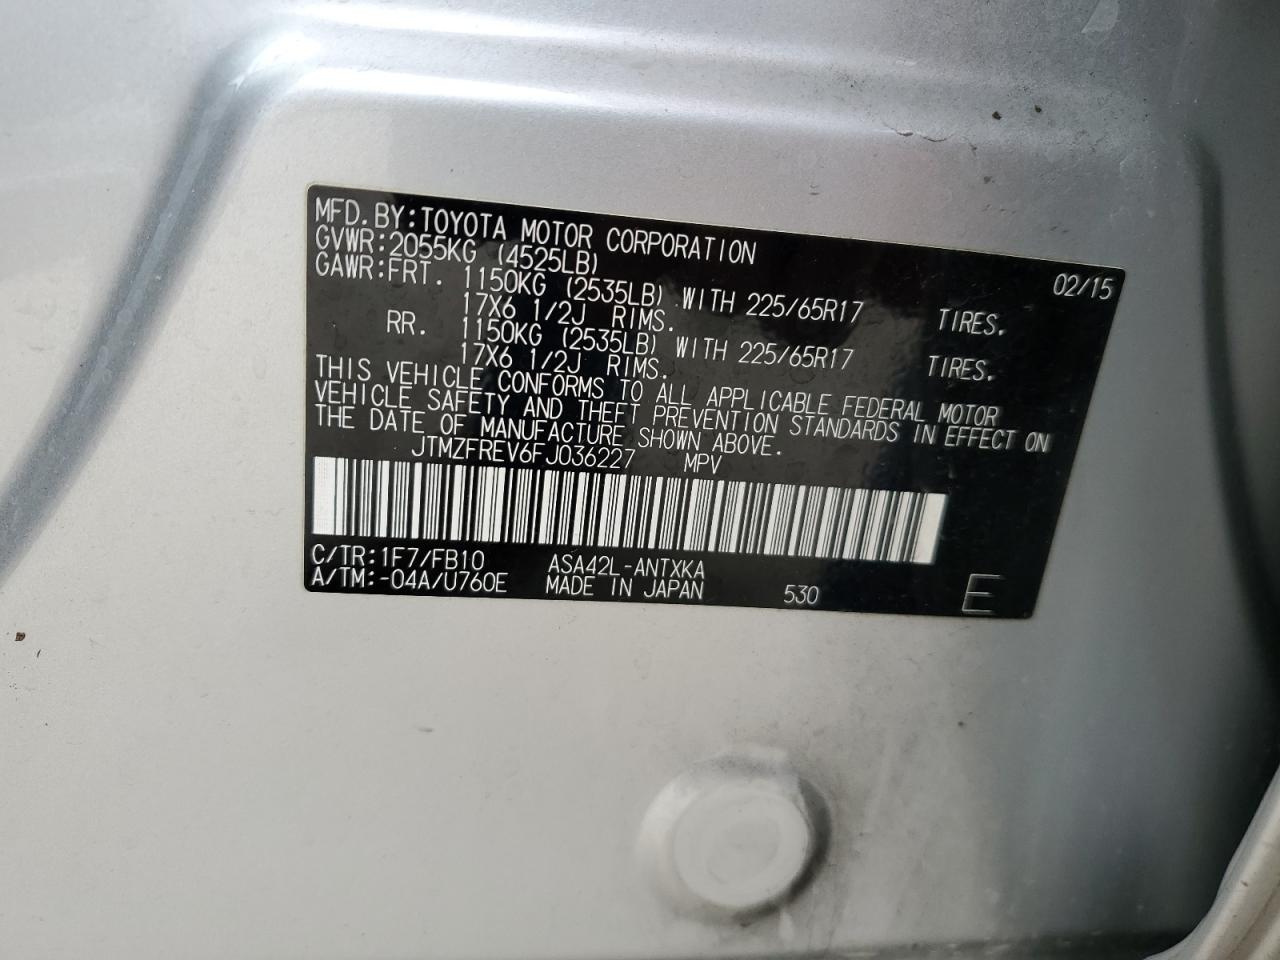 MFD. BY:TOYOTA MOTOR CORPORATION 02/15
GVWR:2055KG (4525LB)
GAWR:FRT. 1150KG (2535LB) WITH 225/65R17 TIRES.
17X6 1/2J RIMS.
RR. 1150KG (2535LB) WITH 225/65R17 TIRES.
17X6 1/2J RIMS.
THIS VEHICLE CONFORMS TO ALL APPLICABLE FEDERAL MOTOR
VEHICLE SAFETY AND THEFT PREVENTION STANDARDS IN EFFECT ON
THE DATE OF MANUFACTURE SHOWN ABOVE.
JTMZFREV6FJ036227 MPV
C/TR:1F7/FB10 ASA42L-ANTXKA
A/TM:-04A/U760E MADE IN JAPAN 530 E